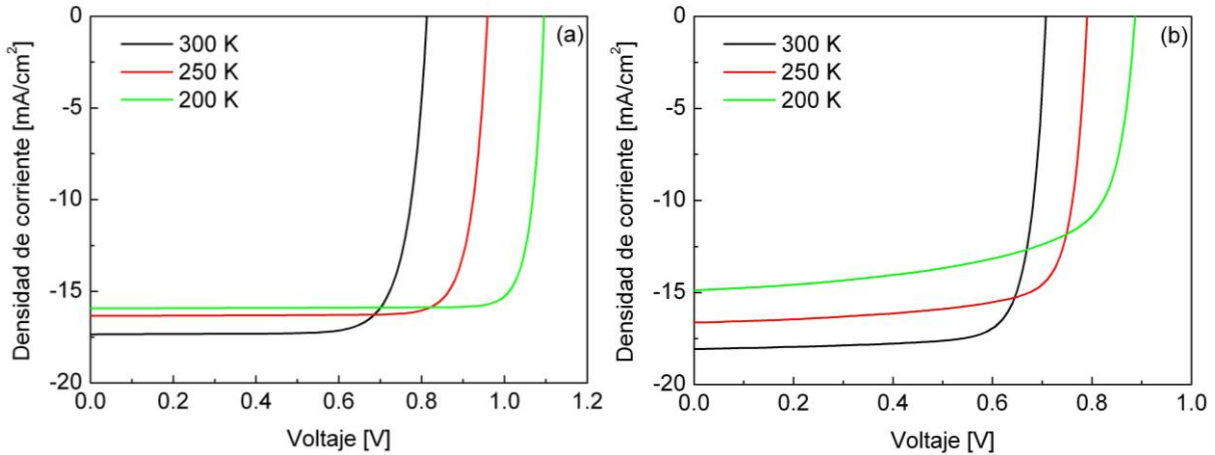 (a)
300 K
250 K
200 K
0
-5
-10
-15
-20
Densidad de corriente [mA/cm²]
0.0 0.2 0.4 0.6 0.8 1.0 1.2
Voltaje [V]
(b)
300 K
250 K
200 K
0
-5
-10
-15
-20
Densidad de corriente [mA/cm²]
0.0 0.2 0.4 0.6 0.8 1.0
Voltaje [V]